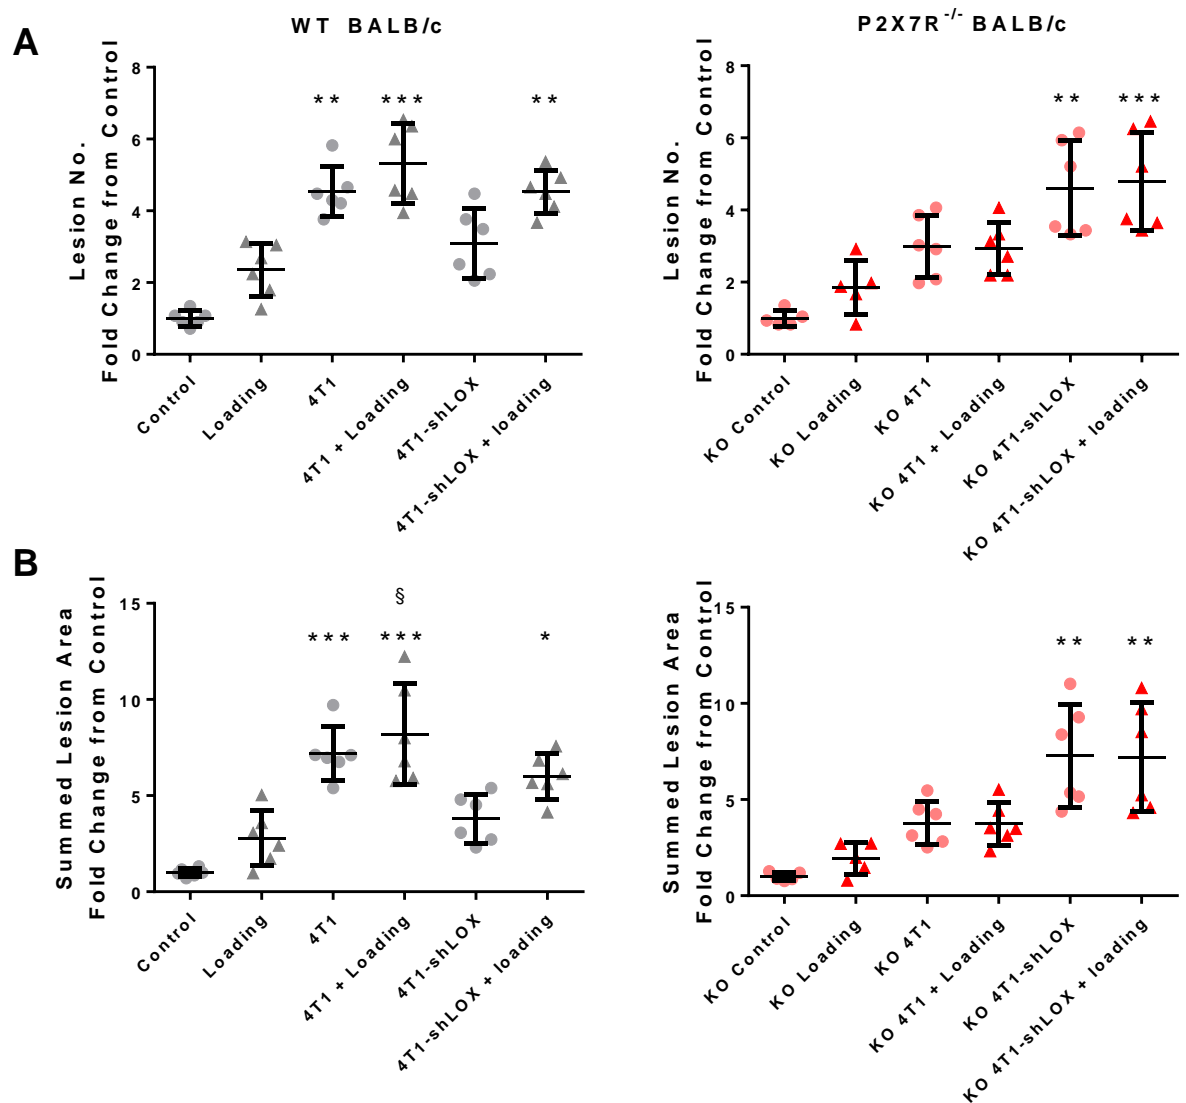 A
WT BALB/c
P2X7R-/- BALB/c
Lesion No.
Fold Change from Control
8
6
4
2
0
**
***
**
Control
Loading
4T1
4T1 + Loading
4T1-shLOX
4T1-shLOX + loading
Lesion No.
Fold Change from Control
8
6
4
2
0
**
***
KO Control
KO Loading
KO 4T1
KO 4T1 + Loading
KO 4T1-shLOX
KO 4T1-shLOX + loading
B
Summed Lesion Area
Fold Change from Control
15
10
5
0
§
***
***
*
Control
Loading
4T1
4T1 + Loading
4T1-shLOX
4T1-shLOX + loading
Summed Lesion Area
Fold Change from Control
15
10
5
0
**
**
KO Control
KO Loading
KO 4T1
KO 4T1 + Loading
KO 4T1-shLOX
KO 4T1-shLOX + loading